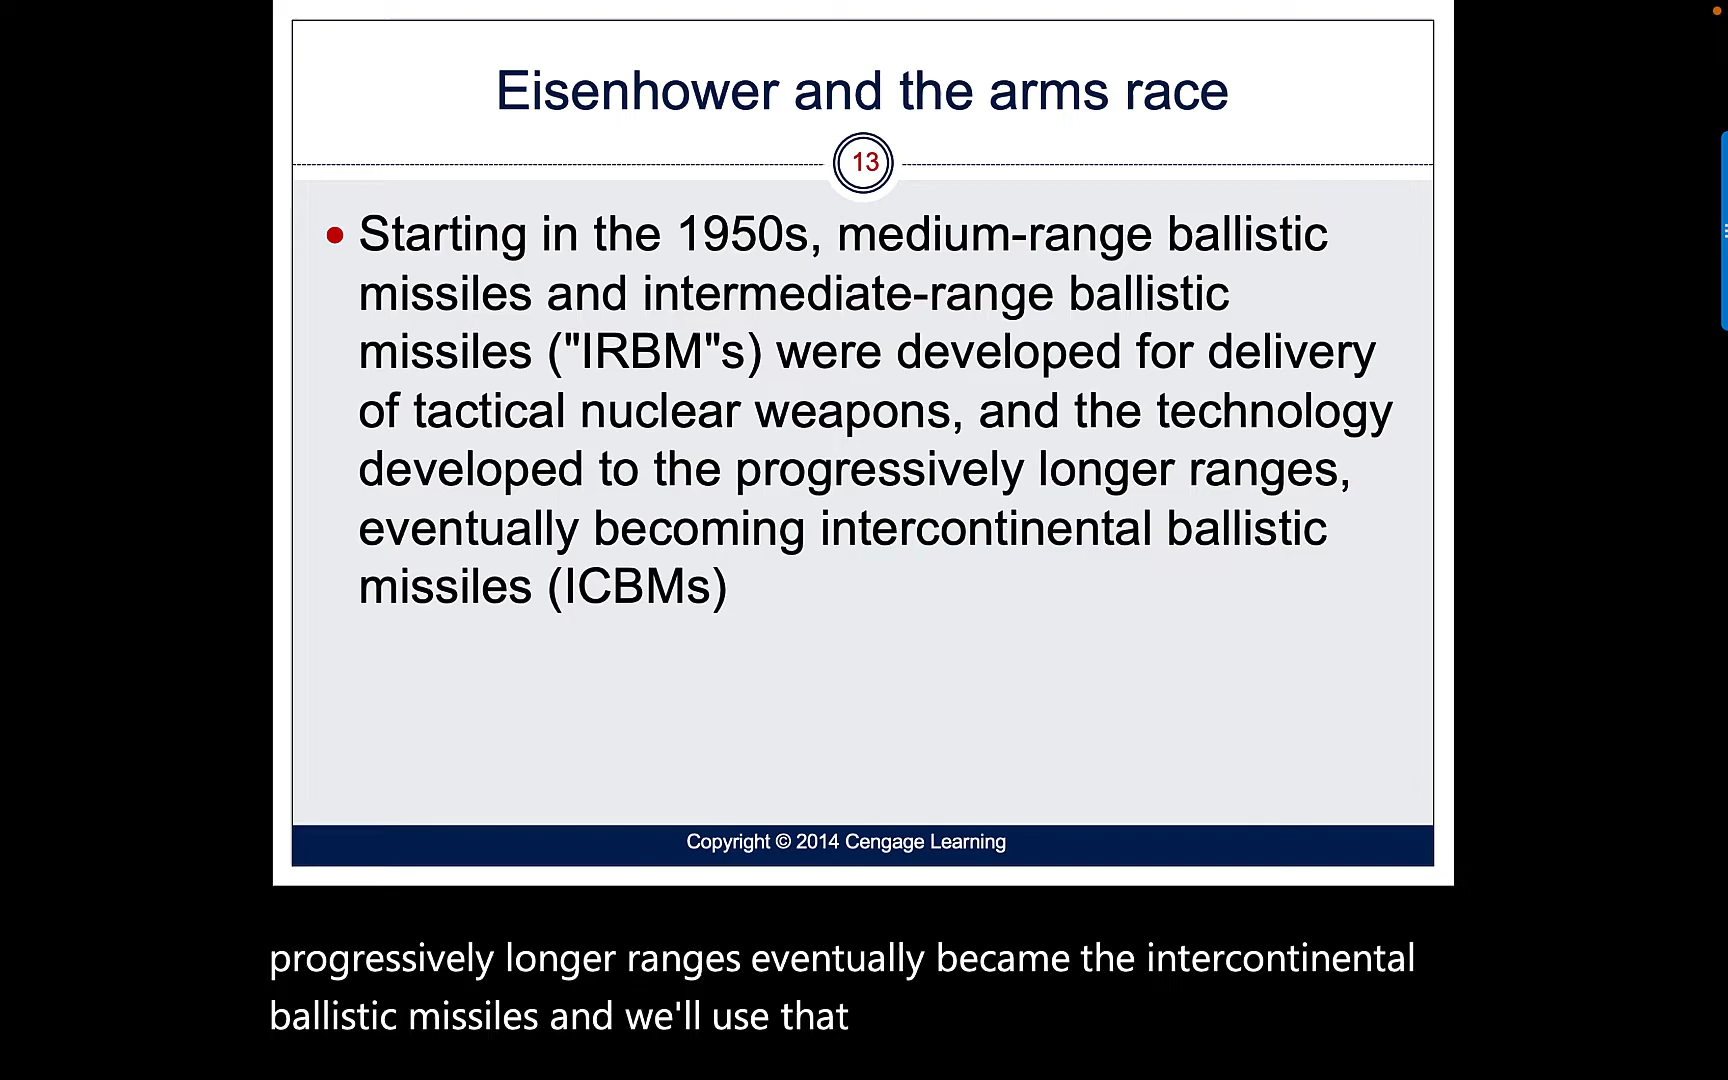 Eisenhower and the arms race
13
• Starting in the 1950s, medium-range ballistic
missiles and intermediate-range ballistic
missiles ("IRBM"s) were developed for delivery
of tactical nuclear weapons, and the technology
developed to the progressively longer ranges,
eventually becoming intercontinental ballistic
missiles (ICBMs)
Copyright © 2014 Cengage Learning
progressively longer ranges eventually became the intercontinental
ballistic missiles and we'll use that